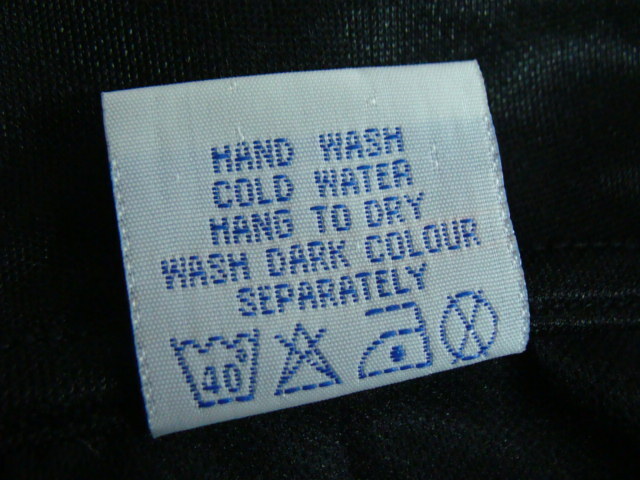 HAND WASH
COLD WATER
HANG TO DRY
WASH DARK COLOUR
SEPARATELY
40°